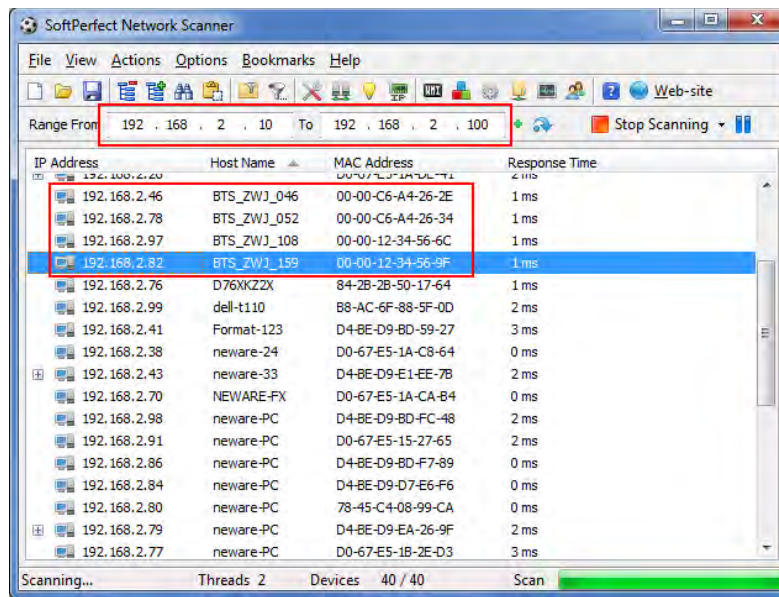 SoftPerfect Network Scanner
File View Actions Options Bookmarks Help
Web-site
Range From 192 . 168 . 2 . 10 To 192 . 168 . 2 . 100 Stop Scanning
IP Address Host Name MAC Address Response Time
192.168.2.46 BTS_ZWJ_046 00-00-C6-A4-26-2E 1 ms
192.168.2.78 BTS_ZWJ_052 00-00-C6-A4-26-34 1 ms
192.168.2.97 BTS_ZWJ_108 00-00-12-34-56-6C 1 ms
192.168.2.82 BTS_ZWJ_159 00-00-12-34-56-9F 1 ms
192.168.2.76 D76XKZ2X 84-2B-2B-50-17-64 1 ms
192.168.2.99 dell-t110 B8-AC-6F-88-5F-0D 2 ms
192.168.2.41 Format-123 D4-BE-D9-BD-59-27 3 ms
192.168.2.38 neware-24 D0-67-E5-1A-C8-64 0 ms
192.168.2.43 neware-33 D4-BE-D9-E1-EE-7B 2 ms
192.168.2.70 NEWARE-FX D0-67-E5-1A-CA-B4 0 ms
192.168.2.98 neware-PC D4-BE-D9-BD-FC-48 2 ms
192.168.2.91 neware-PC D0-67-E5-15-27-65 2 ms
192.168.2.86 neware-PC D4-BE-D9-BD-F7-89 0 ms
192.168.2.84 neware-PC D4-BE-D9-D7-E6-F6 0 ms
192.168.2.80 neware-PC 78-45-C4-08-99-CA 0 ms
192.168.2.79 neware-PC D4-BE-D9-EA-26-9F 2 ms
192.168.2.77 neware-PC D0-67-E5-1B-2E-D3 3 ms
Scanning... Threads 2 Devices 40 / 40 Scan